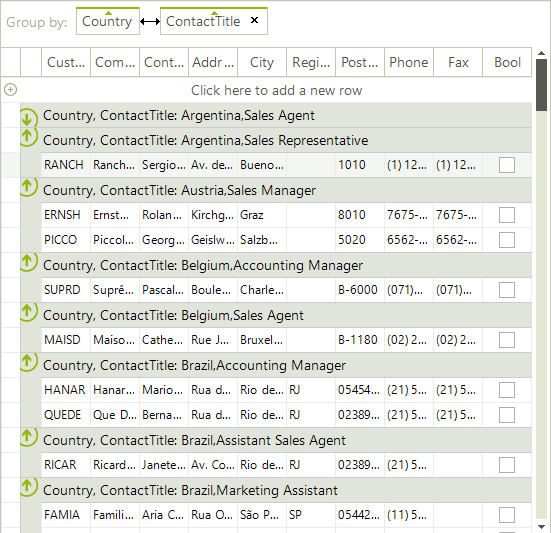 Group by: Country ContactTitle ×
Cust... Com... Cont... Addr... City Regi... Post... Phone Fax Bool
Click here to add a new row
Country, ContactTitle: Argentina,Sales Agent
Country, ContactTitle: Argentina,Sales Representative
RANCH Ranch... Sergio... Av. de... Bueno... 1010 (1) 12... (1) 12...
Country, ContactTitle: Austria,Sales Manager
ERNSH Ernst... Rolan... Kirchg... Graz 8010 7675-... 7675-...
PICCO Piccol... Georg... Geislw... Salzb... 5020 6562-... 6562-...
Country, ContactTitle: Belgium,Accounting Manager
SUPRD Suprê... Pascal... Boule... Charle... B-6000 (071)... (071)...
Country, ContactTitle: Belgium,Sales Agent
MAISD Maiso... Cathe... Rue J... Bruxel... B-1180 (02) 2... (02) 2...
Country, ContactTitle: Brazil,Accounting Manager
HANAR Hanar... Mario... Rua d... Rio de... RJ 05454... (21) 5... (21) 5...
QUEDE Que D... Berna... Rua d... Rio de... RJ 02389... (21) 5... (21) 5...
Country, ContactTitle: Brazil,Assistant Sales Agent
RICAR Ricard... Janete... Av. Co... Rio de... RJ 02389... (21) 5...
Country, ContactTitle: Brazil,Marketing Assistant
FAMIA Famili... Aria C... Rua O... São P... SP 05442... (11) 5...